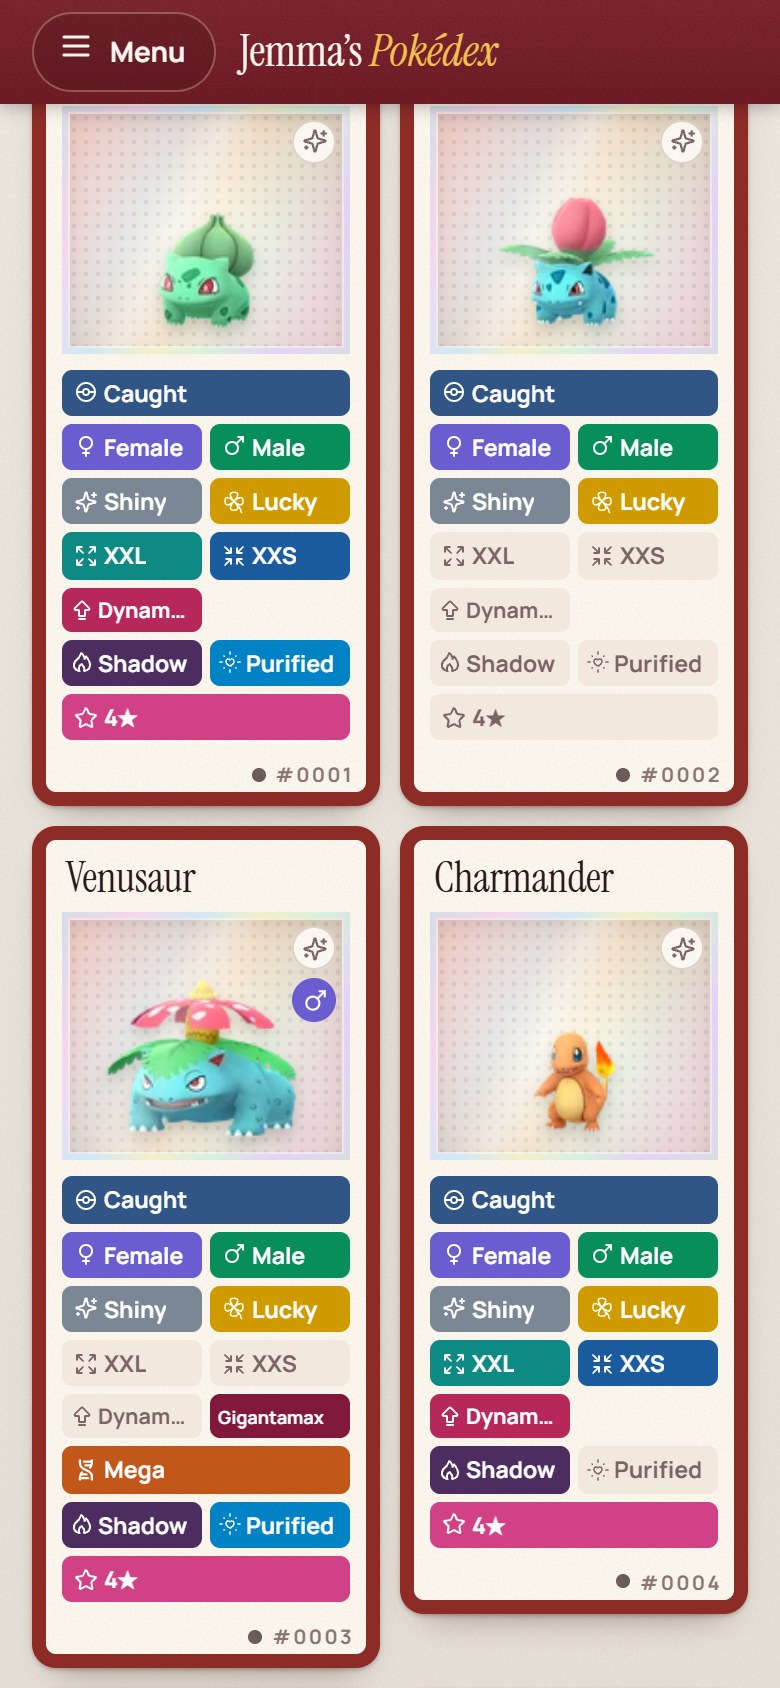 Menu Jemma's Pokédex
Caught
Female Male
Shiny Lucky
XXL XXS
Dynam...
Shadow Purified
4★
#0001
Caught
Female Male
Shiny Lucky
XXL XXS
Dynam...
Shadow Purified
4★
#0002
Venusaur
Caught
Female Male
Shiny Lucky
XXL XXS
Dynam... Gigantamax
Mega
Shadow Purified
4★
#0003
Charmander
Caught
Female Male
Shiny Lucky
XXL XXS
Dynam...
Shadow Purified
4★
#0004